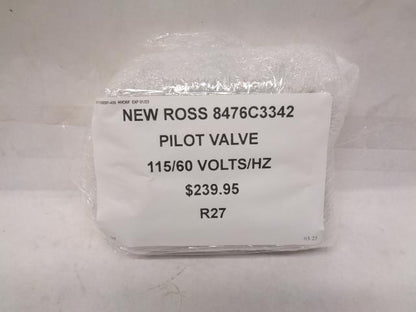 NEW ROSS 8476C3342
PILOT VALVE
115/60 VOLTS/HZ
$239.95
R27